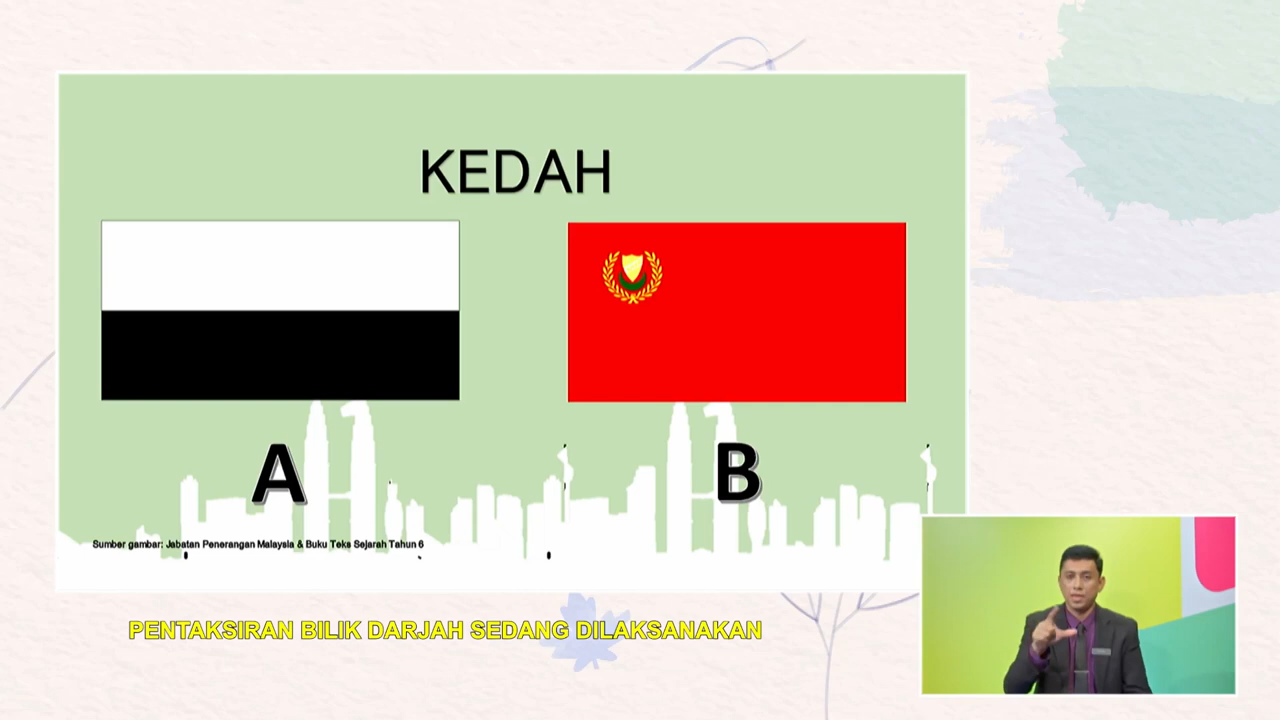 KEDAH
A
B
Sumber gambar: Jabatan Penerangan Malaysia & Buku Teks Sejarah Tahun 6
PENTAKSIRAN BILIK DARJAH SEDANG DILAKSANAKAN